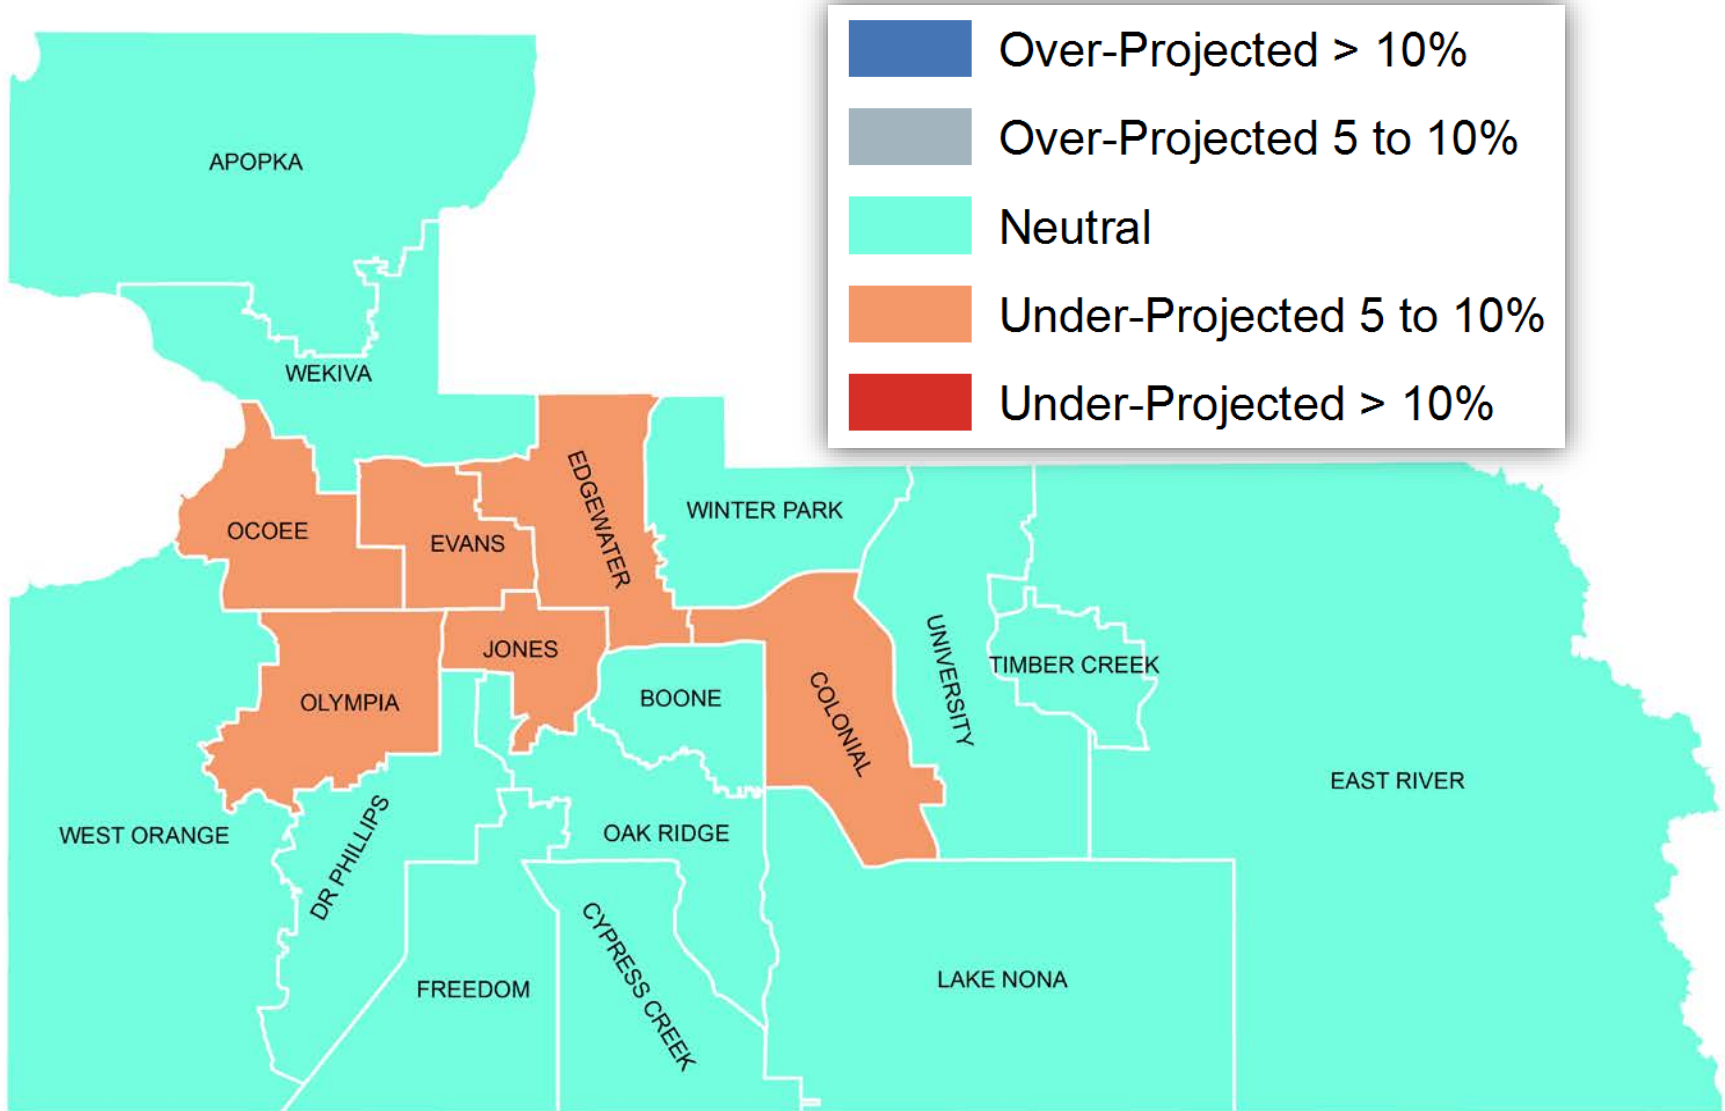 Over-Projected > 10%
Over-Projected 5 to 10%
Neutral
Under-Projected 5 to 10%
Under-Projected > 10%
APOPKA
WEKIVA
OCOEE
EVANS
EDGEWATER
WINTER PARK
JONES
OLYMPIA
BOONE
COLONIAL
UNIVERSITY
TIMBER CREEK
EAST RIVER
WEST ORANGE
DR PHILLIPS
OAK RIDGE
FREEDOM
CYPRESS CREEK
LAKE NONA